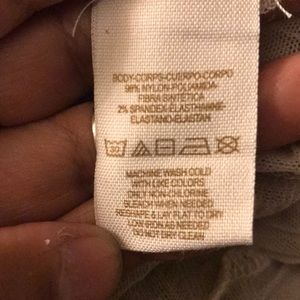 BODY-CORPS-CUERPO-CORPO
98% NYLON-POLIAMIDA-
FIBRA SINTETICA
2% SPANDEX-ELASTHANNE-
ELASTANO-ELASTAN
30
MACHINE WASH COLD
WITH LIKE COLORS
ONLY NON-CHLORINE
BLEACH WHEN NEEDED
RESHAPE & LAY FLAT TO DRY
LOW IRON AS NEEDED
DO NOT DRY CLEAN